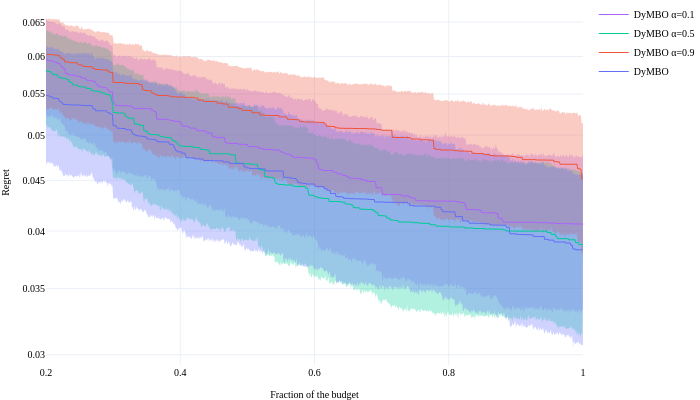 0.065
0.06
0.055
0.05
0.045
0.04
0.035
0.03
Regret
0.2
0.4
0.6
0.8
1
Fraction of the budget
DyMBO α=0.1
DyMBO α=0.5
DyMBO α=0.9
DyMBO